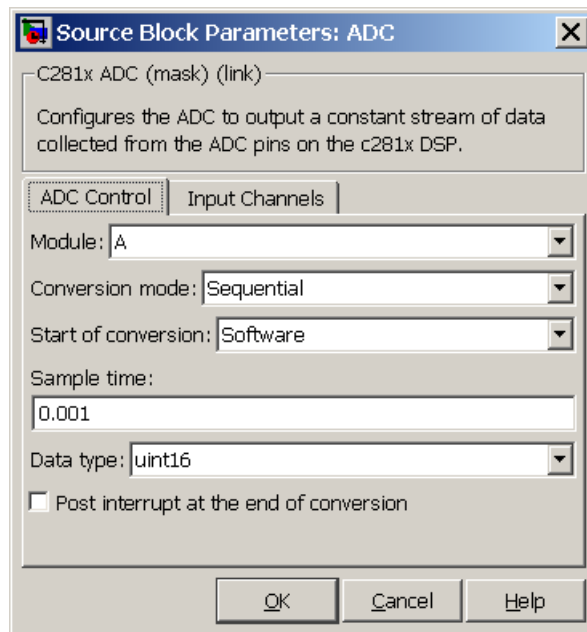 Source Block Parameters: ADC
C281x ADC (mask) (link)
Configures the ADC to output a constant stream of data
collected from the ADC pins on the c281x DSP.
ADC Control Input Channels
Module: A
Conversion mode: Sequential
Start of conversion: Software
Sample time:
0.001
Data type: uint16
Post interrupt at the end of conversion
OK Cancel Help